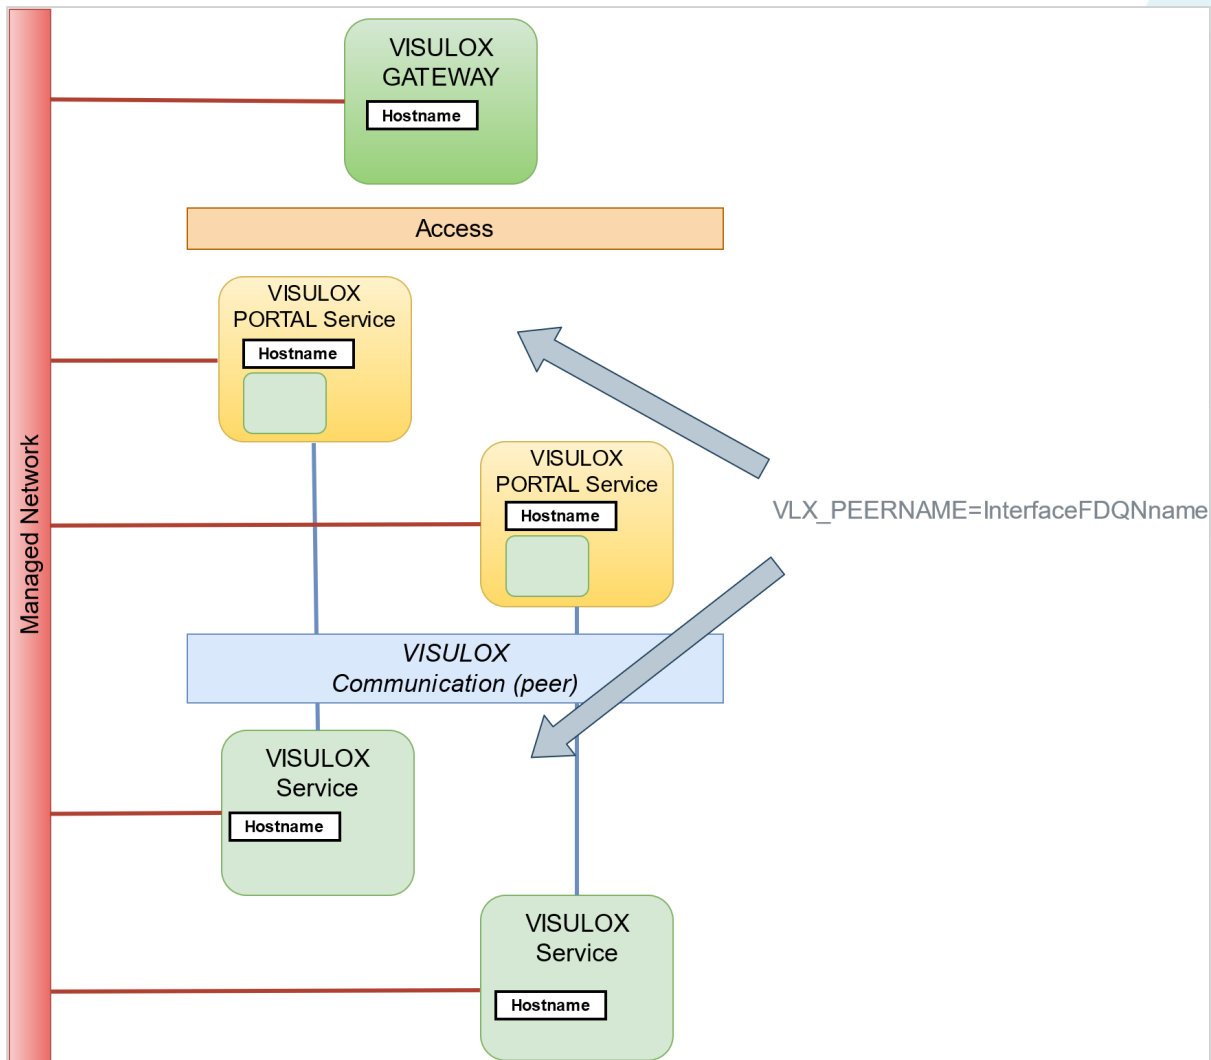 VISULOX
GATEWAY
Hostname
Access
VISULOX
PORTAL Service
Hostname
VISULOX
PORTAL Service
Hostname
VLX_PEERNAME=InterfaceFDQNname
Managed Network
VISULOX
Communication (peer)
VISULOX
Service
Hostname
VISULOX
Service
Hostname